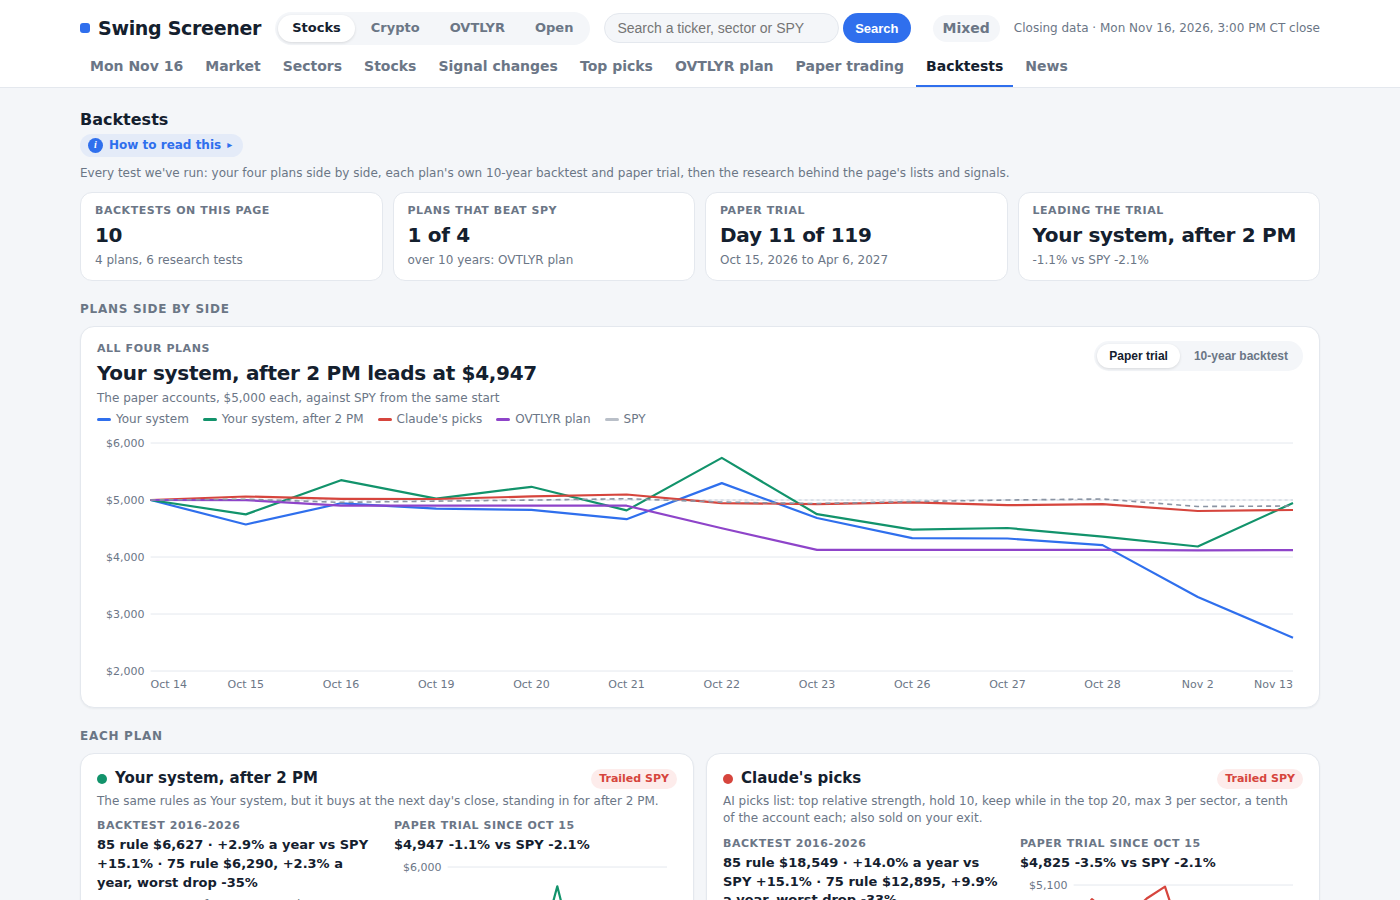 Swing Screener
Stocks Crypto OVTLYR Open
Search a ticker, sector or SPY
Search
Mixed
Closing data · Mon Nov 16, 2026, 3:00 PM CT close
Mon Nov 16 Market Sectors Stocks Signal changes Top picks OVTLYR plan Paper trading Backtests News
Backtests
i How to read this ▸
Every test we've run: your four plans side by side, each plan's own 10-year backtest and paper trial, then the research behind the page's lists and signals.
BACKTESTS ON THIS PAGE
10
4 plans, 6 research tests
PLANS THAT BEAT SPY
1 of 4
over 10 years: OVTLYR plan
PAPER TRIAL
Day 11 of 119
Oct 15, 2026 to Apr 6, 2027
LEADING THE TRIAL
Your system, after 2 PM
-1.1% vs SPY -2.1%
PLANS SIDE BY SIDE
ALL FOUR PLANS
Your system, after 2 PM leads at $4,947
The paper accounts, $5,000 each, against SPY from the same start
Paper trial 10-year backtest
Your system Your system, after 2 PM Claude's picks OVTLYR plan SPY
$6,000
$5,000
$4,000
$3,000
$2,000
Oct 14 Oct 15 Oct 16 Oct 19 Oct 20 Oct 21 Oct 22 Oct 23 Oct 26 Oct 27 Oct 28 Nov 2 Nov 13
EACH PLAN
Your system, after 2 PM
Trailed SPY
The same rules as Your system, but it buys at the next day's close, standing in for after 2 PM.
BACKTEST 2016-2026
85 rule $6,627 · +2.9% a year vs SPY
+15.1% · 75 rule $6,290, +2.3% a
year, worst drop -35%
PAPER TRIAL SINCE OCT 15
$4,947 -1.1% vs SPY -2.1%
$6,000
Claude's picks
Trailed SPY
AI picks list: top relative strength, hold 10, keep while in the top 20, max 3 per sector, a tenth
of the account each; also sold on your exit.
BACKTEST 2016-2026
85 rule $18,549 · +14.0% a year vs
SPY +15.1% · 75 rule $12,895, +9.9%
a year, worst drop -33%
PAPER TRIAL SINCE OCT 15
$4,825 -3.5% vs SPY -2.1%
$5,100